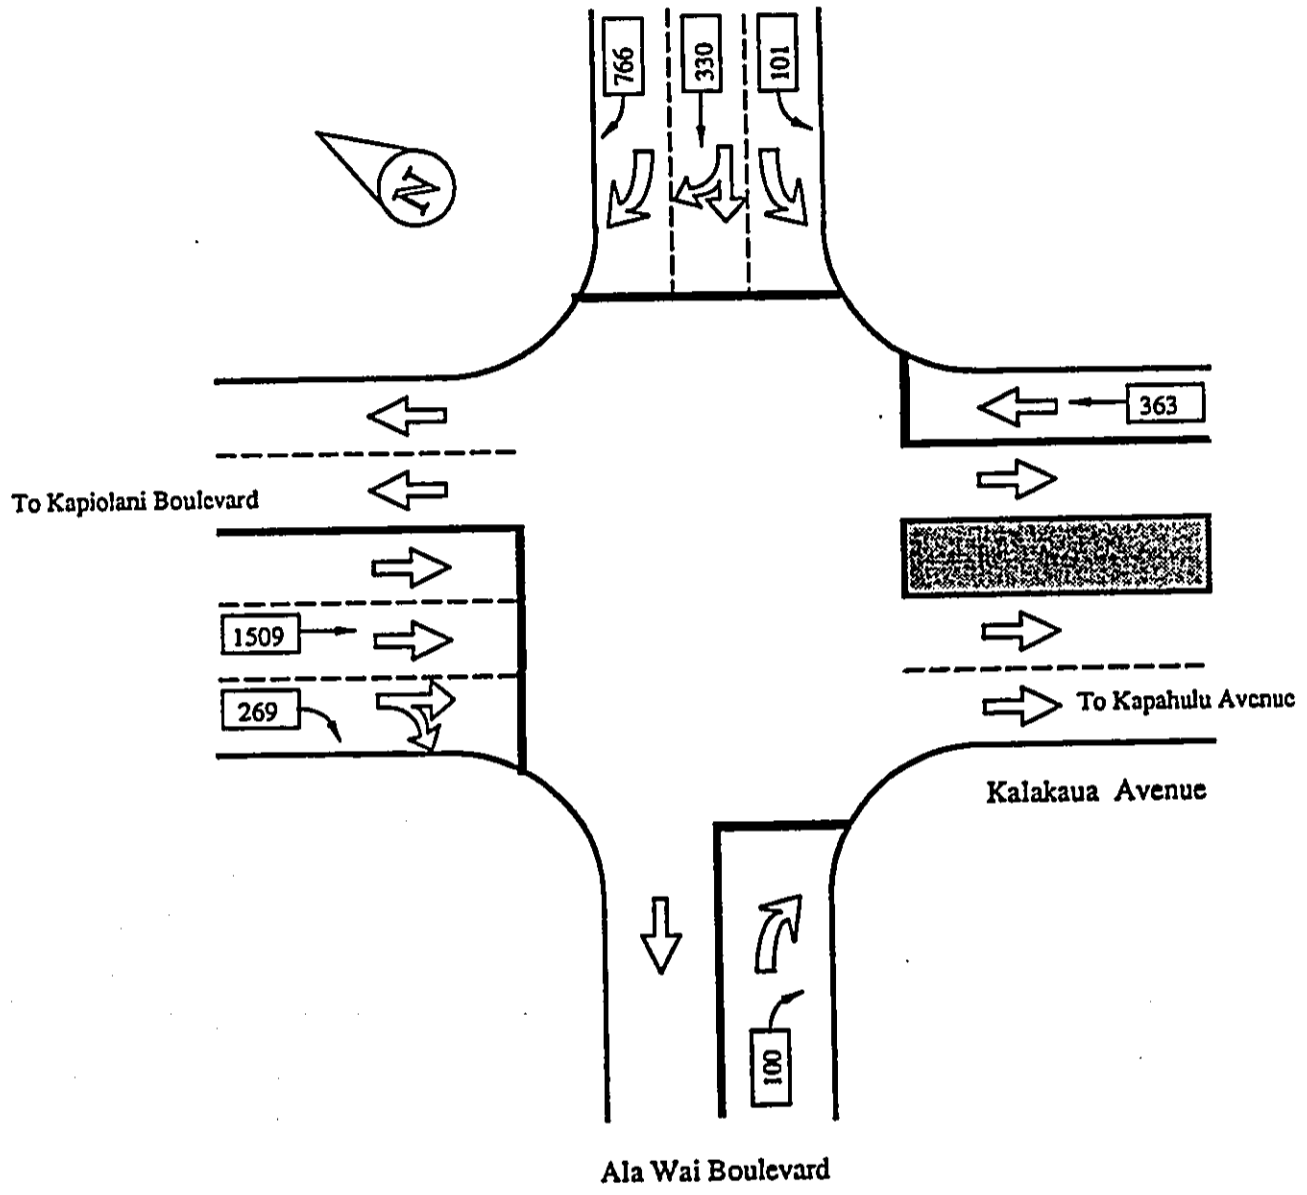 766
330
101
N
363
To Kapiolani Boulevard
1509
269
To Kapahulu Avenue
Kalakaua Avenue
100
Ala Wai Boulevard